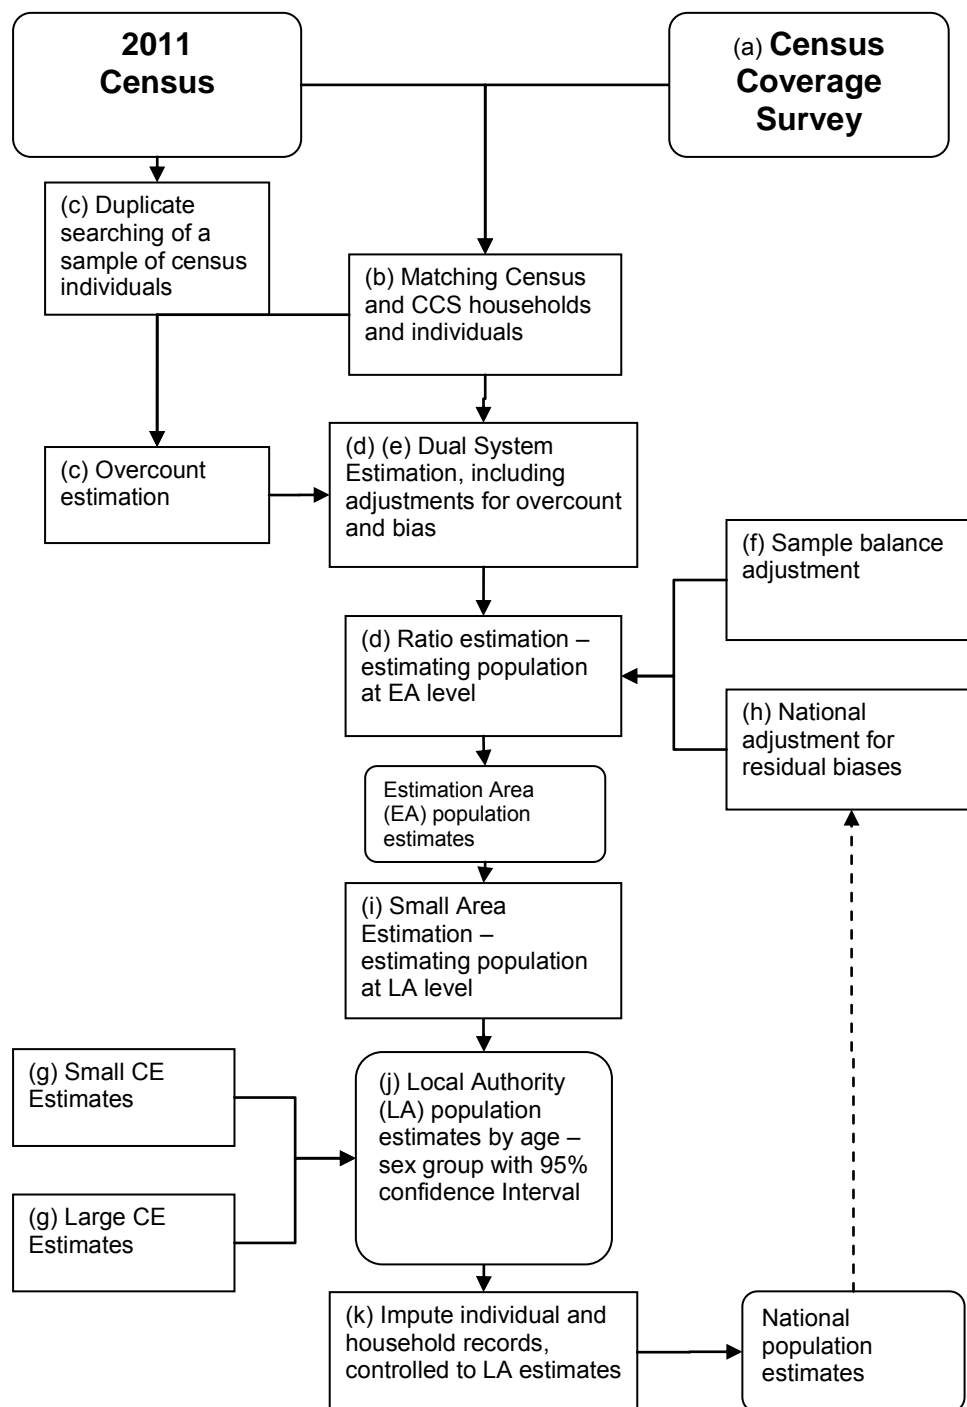 2011
Census
(a) Census
Coverage
Survey
(c) Duplicate
searching of a
sample of census
individuals
(b) Matching Census
and CCS households
and individuals
(c) Overcount
estimation
(d) (e) Dual System
Estimation, including
adjustments for overcount
and bias
(f) Sample balance
adjustment
(d) Ratio estimation –
estimating population
at EA level
(h) National
adjustment for
residual biases
Estimation Area
(EA) population
estimates
(i) Small Area
Estimation –
estimating population
at LA level
(g) Small CE
Estimates
(j) Local Authority
(LA) population
estimates by age –
sex group with 95%
confidence Interval
(g) Large CE
Estimates
(k) Impute individual and
household records,
controlled to LA estimates
National
population
estimates